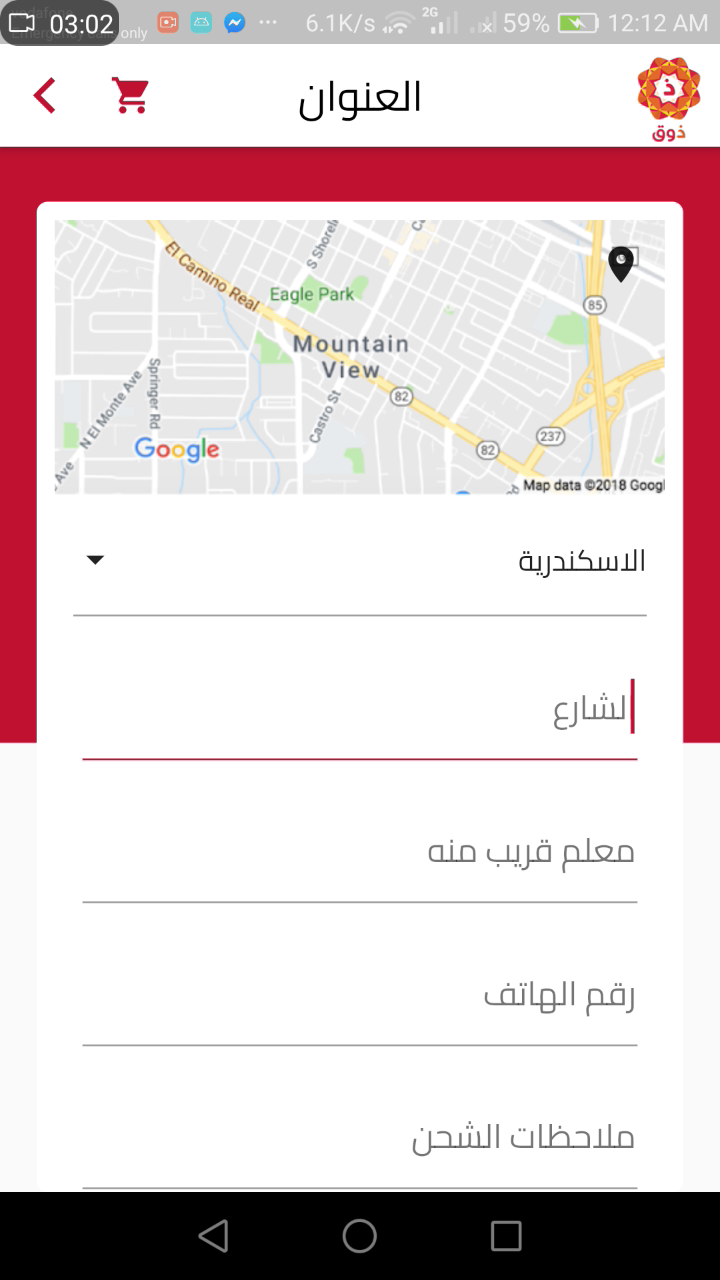 03:02
only
6.1K/s
2G
59%
12:12 AM
العنوان
ذ
ذوق
El Camino Real
S Shorel
Eagle Park
85
Mountain
View
Springer Rd
N El Monte Ave
82
Castro St
237
82
Google
Ave
Map data ©2018 Googl
الاسكندرية
لشارع
معلم قريب منه
رقم الهاتف
ملاحظات الشحن